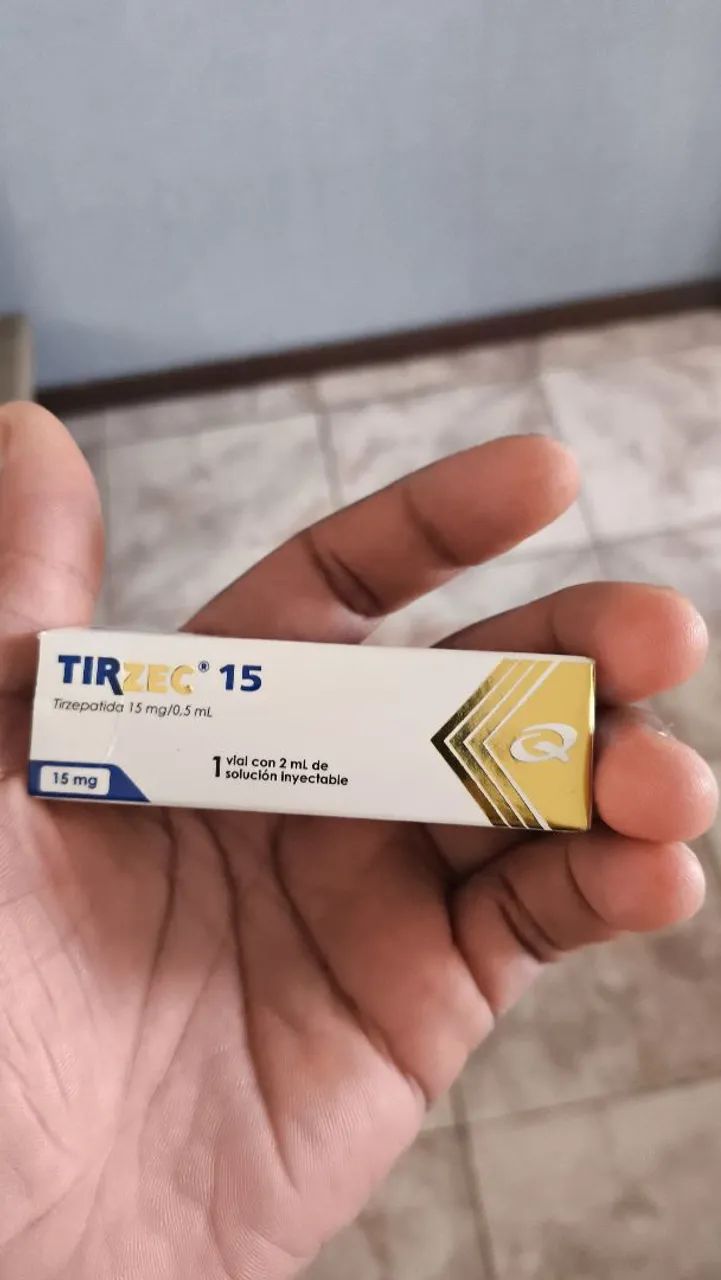 TIRZEC® 15
Tirzepatida 15 mg/0,5 mL
15 mg
1 vial con 2 mL de
solución inyectable